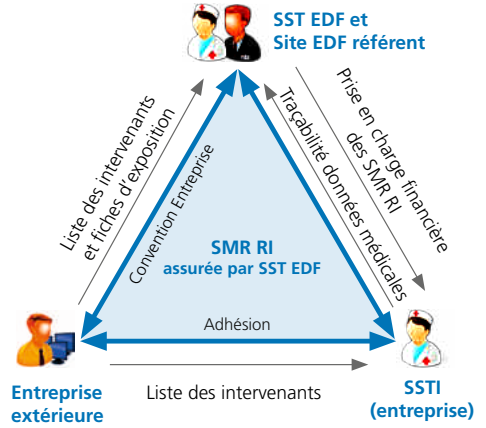 SST EDF et
Site EDF référent
Liste des intervenants
et fiches d'exposition
Convention Entreprise
Traçabilité données médicales
Prise en charge financière
des SMR RI
SMR RI
assurée par SST EDF
Adhésion
Entreprise
extérieure
Liste des intervenants
SSTI
(entreprise)